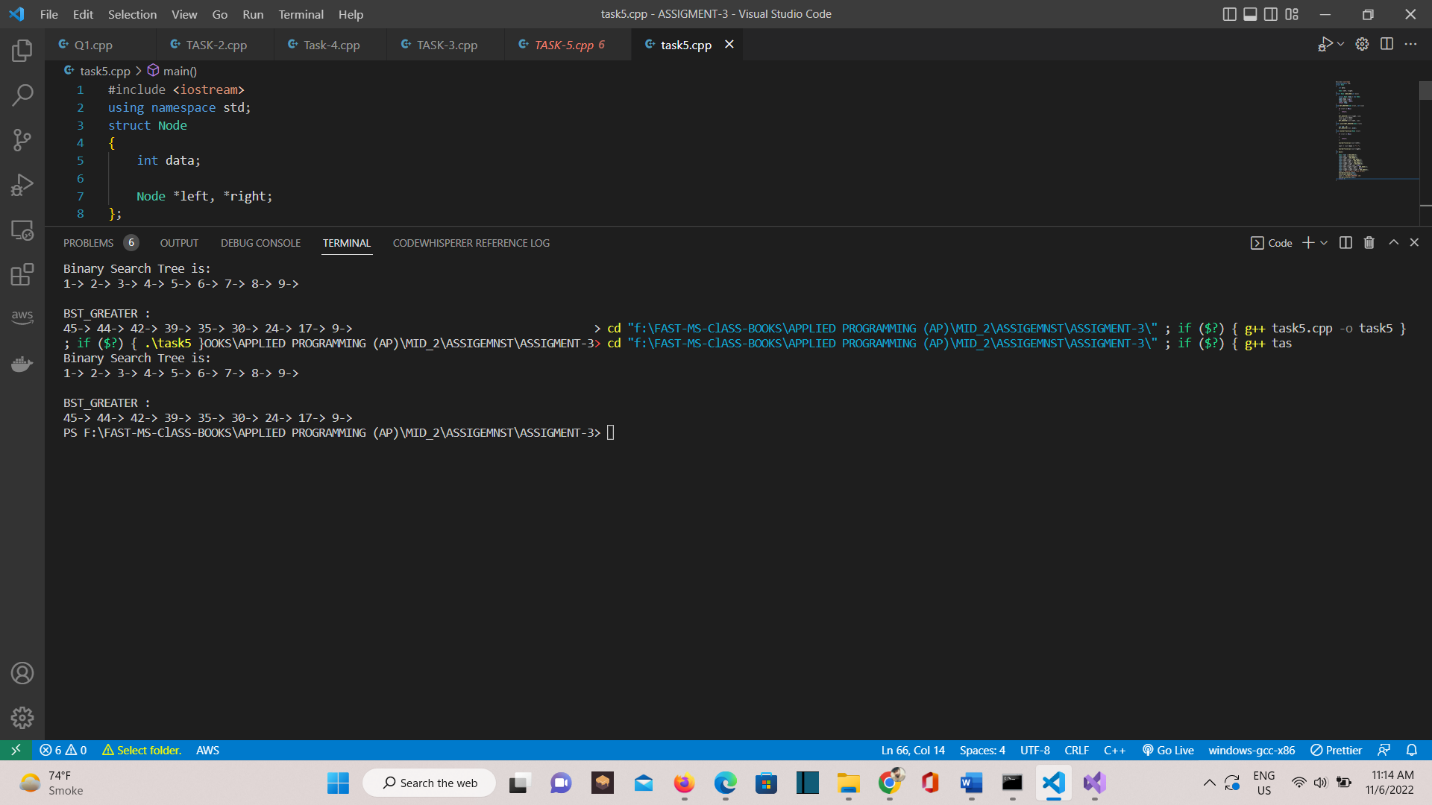 File Edit Selection View Go Run Terminal Help
task5.cpp - ASSIGMENT-3 - Visual Studio Code
Q1.cpp TASK-2.cpp Task-4.cpp TASK-3.cpp TASK-5.cpp 6 task5.cpp
task5.cpp > main()
1 #include <iostream>
2 using namespace std;
3 struct Node
4 {
5 int data;
6
7 Node *left, *right;
8 };
PROBLEMS 6 OUTPUT DEBUG CONSOLE TERMINAL CODEWHISPERER REFERENCE LOG
Code
Binary Search Tree is:
1-> 2-> 3-> 4-> 5-> 6-> 7-> 8-> 9->
BST_GREATER :
45-> 44-> 42-> 39-> 35-> 30-> 24-> 17-> 9-> > cd "f:\FAST-MS-ClASS-BOOKS\APPLIED PROGRAMMING (AP)\MID_2\ASSIGEMNST\ASSIGMENT-3\" ; if ($?) { g++ task5.cpp -o task5 }
; if ($?) { .\task5 }OOKS\APPLIED PROGRAMMING (AP)\MID_2\ASSIGEMNST\ASSIGMENT-3> cd "f:\FAST-MS-ClASS-BOOKS\APPLIED PROGRAMMING (AP)\MID_2\ASSIGEMNST\ASSIGMENT-3\" ; if ($?) { g++ tas
Binary Search Tree is:
1-> 2-> 3-> 4-> 5-> 6-> 7-> 8-> 9->
BST_GREATER :
45-> 44-> 42-> 39-> 35-> 30-> 24-> 17-> 9->
PS F:\FAST-MS-ClASS-BOOKS\APPLIED PROGRAMMING (AP)\MID_2\ASSIGEMNST\ASSIGMENT-3>
aws
6 0 Select folder. AWS
Ln 66, Col 14 Spaces: 4 UTF-8 CRLF C++ Go Live windows-gcc-x86 Prettier
74°F
Smoke
Search the web
ENG
US
11:14 AM
11/6/2022